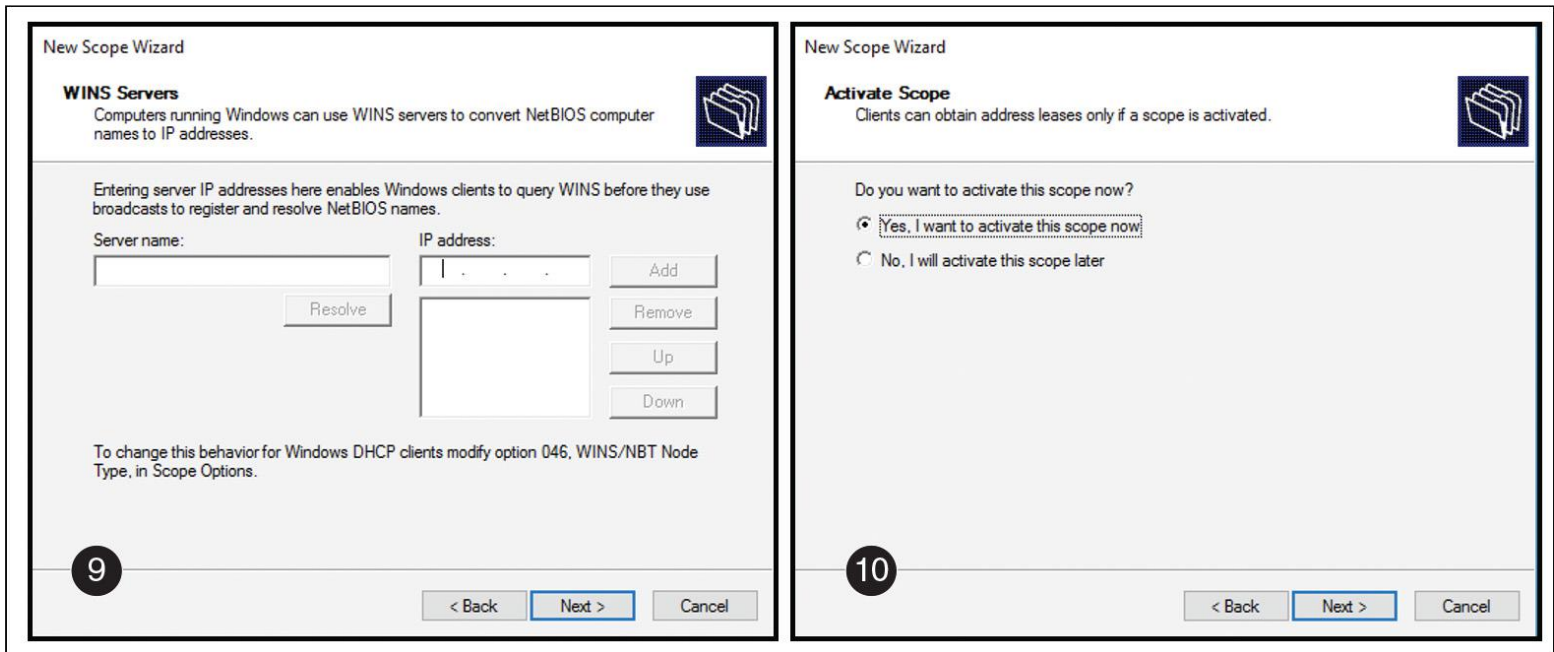 New Scope Wizard
WINS Servers
Computers running Windows can use WINS servers to convert NetBIOS computer
names to IP addresses.
Entering server IP addresses here enables Windows clients to query WINS before they use
broadcasts to register and resolve NetBIOS names.
Server name:
IP address:
. . .
Add
Resolve
Remove
Up
Down
To change this behavior for Windows DHCP clients modify option 046, WINS/NBT Node
Type, in Scope Options.
9
< Back
Next >
Cancel
New Scope Wizard
Activate Scope
Clients can obtain address leases only if a scope is activated.
Do you want to activate this scope now?
Yes, I want to activate this scope now
No, I will activate this scope later
10
< Back
Next >
Cancel